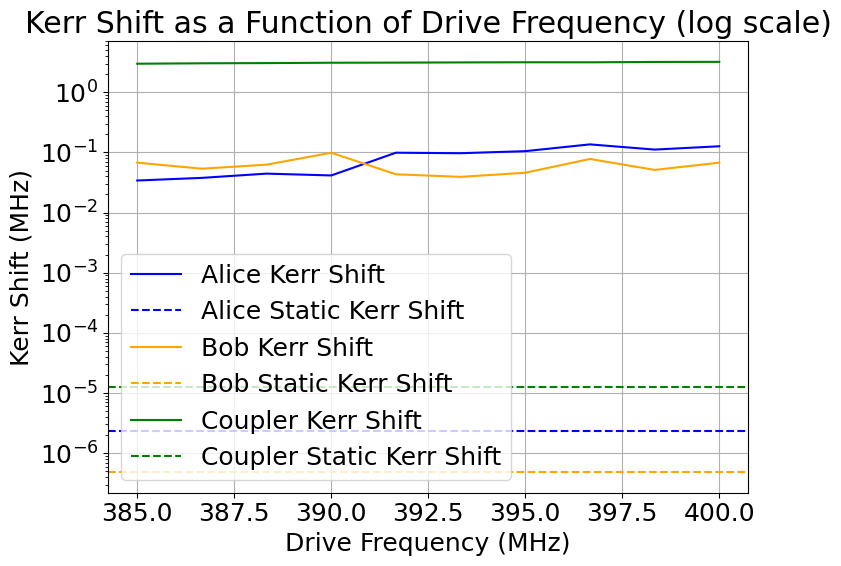 Kerr Shift as a Function of Drive Frequency (log scale)
Kerr Shift (MHz)
10⁰
10⁻¹
10⁻²
10⁻³
10⁻⁴
10⁻⁵
10⁻⁶
Alice Kerr Shift
Alice Static Kerr Shift
Bob Kerr Shift
Bob Static Kerr Shift
Coupler Kerr Shift
Coupler Static Kerr Shift
385.0 387.5 390.0 392.5 395.0 397.5 400.0
Drive Frequency (MHz)